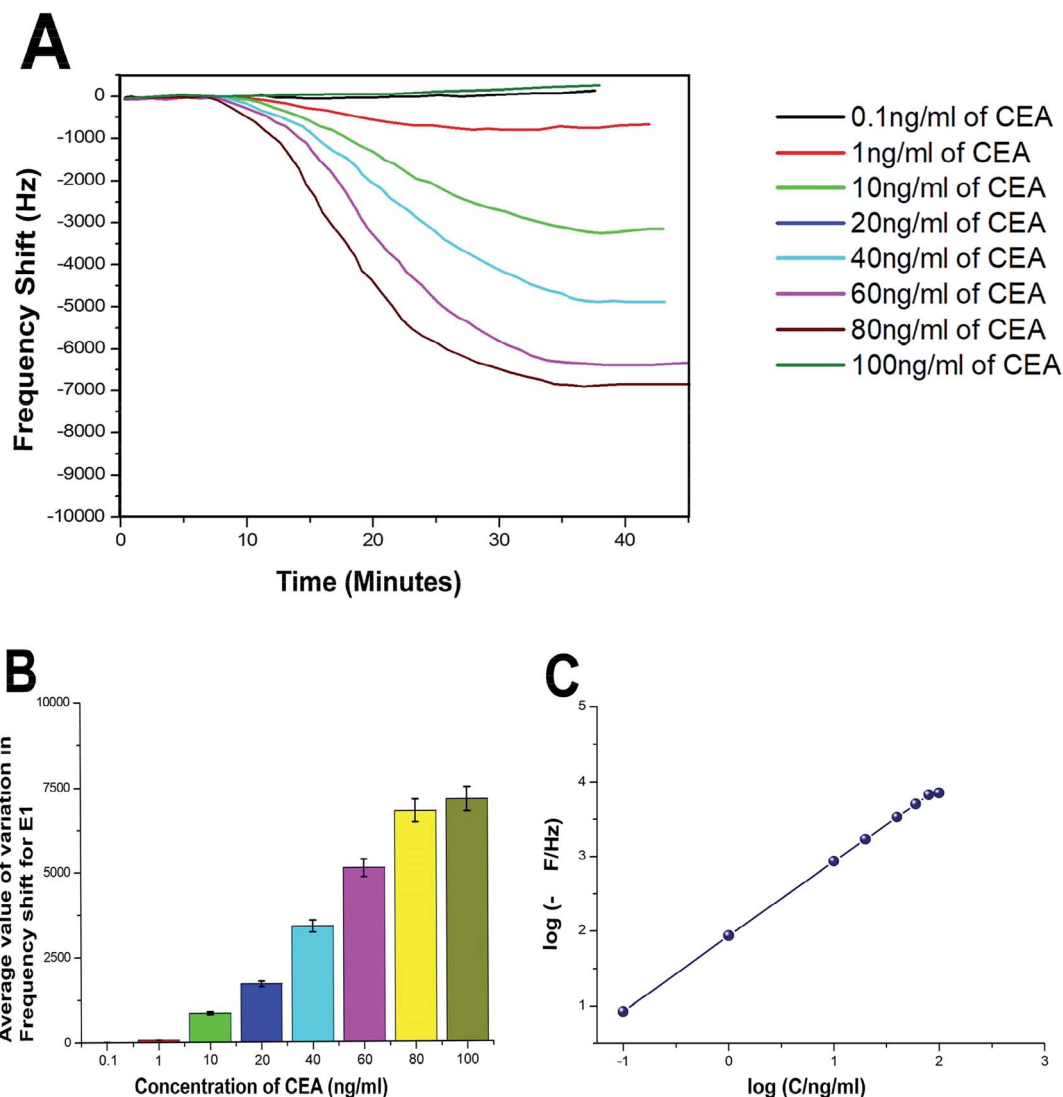 A
Frequency Shift (Hz)
0
-1000
-2000
-3000
-4000
-5000
-6000
-7000
-8000
-9000
-10000
0 10 20 30 40
Time (Minutes)
0.1ng/ml of CEA
1ng/ml of CEA
10ng/ml of CEA
20ng/ml of CEA
40ng/ml of CEA
60ng/ml of CEA
80ng/ml of CEA
100ng/ml of CEA
B
Average value of variation in
Frequency shift for E1
10000
7500
5000
2500
0
0.1 1 10 20 40 60 80 100
Concentration of CEA (ng/ml)
C
log (- F/Hz)
5
4
3
2
1
-1 0 1 2 3
log (C/ng/ml)